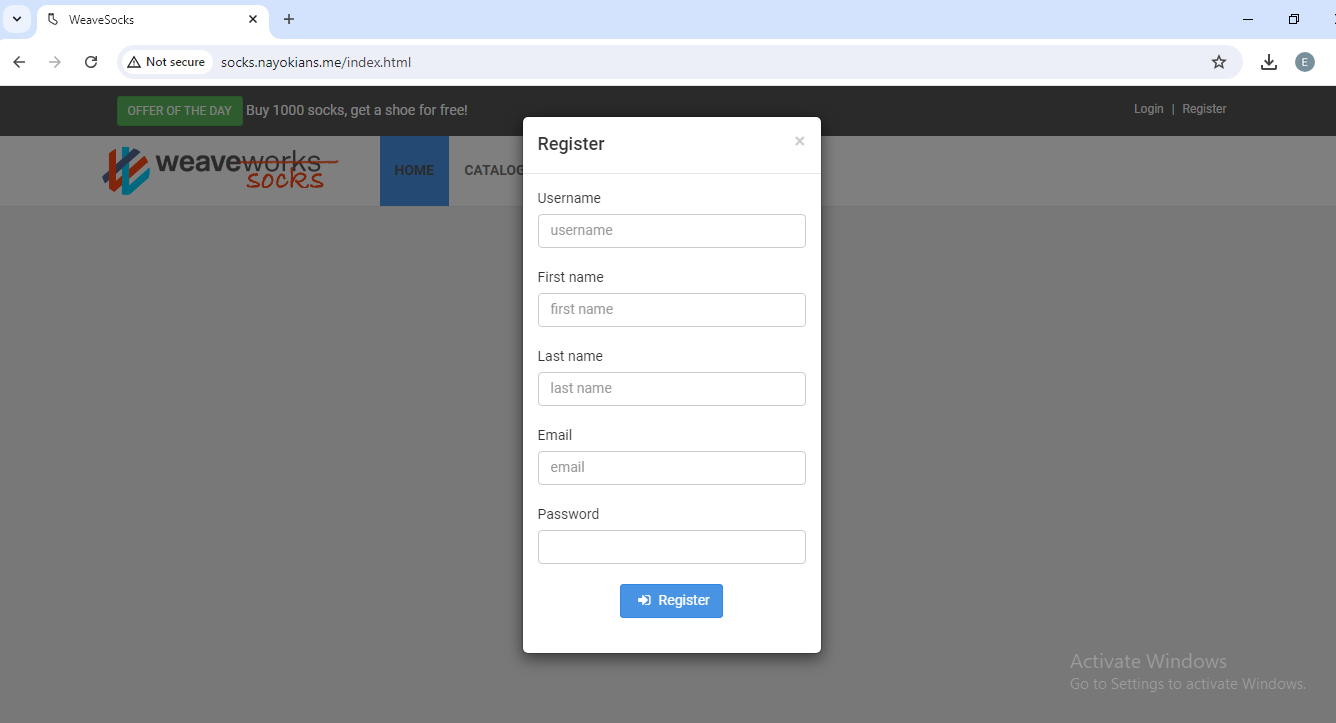 WeaveSocks
Not secure socks.nayokians.me/index.html E
OFFER OF THE DAY Buy 1000 socks, get a shoe for free! Login | Register
weaveworks
socks
HOME CATALOG
Register ×
Username
username
First name
first name
Last name
last name
Email
email
Password
Register
Activate Windows
Go to Settings to activate Windows.